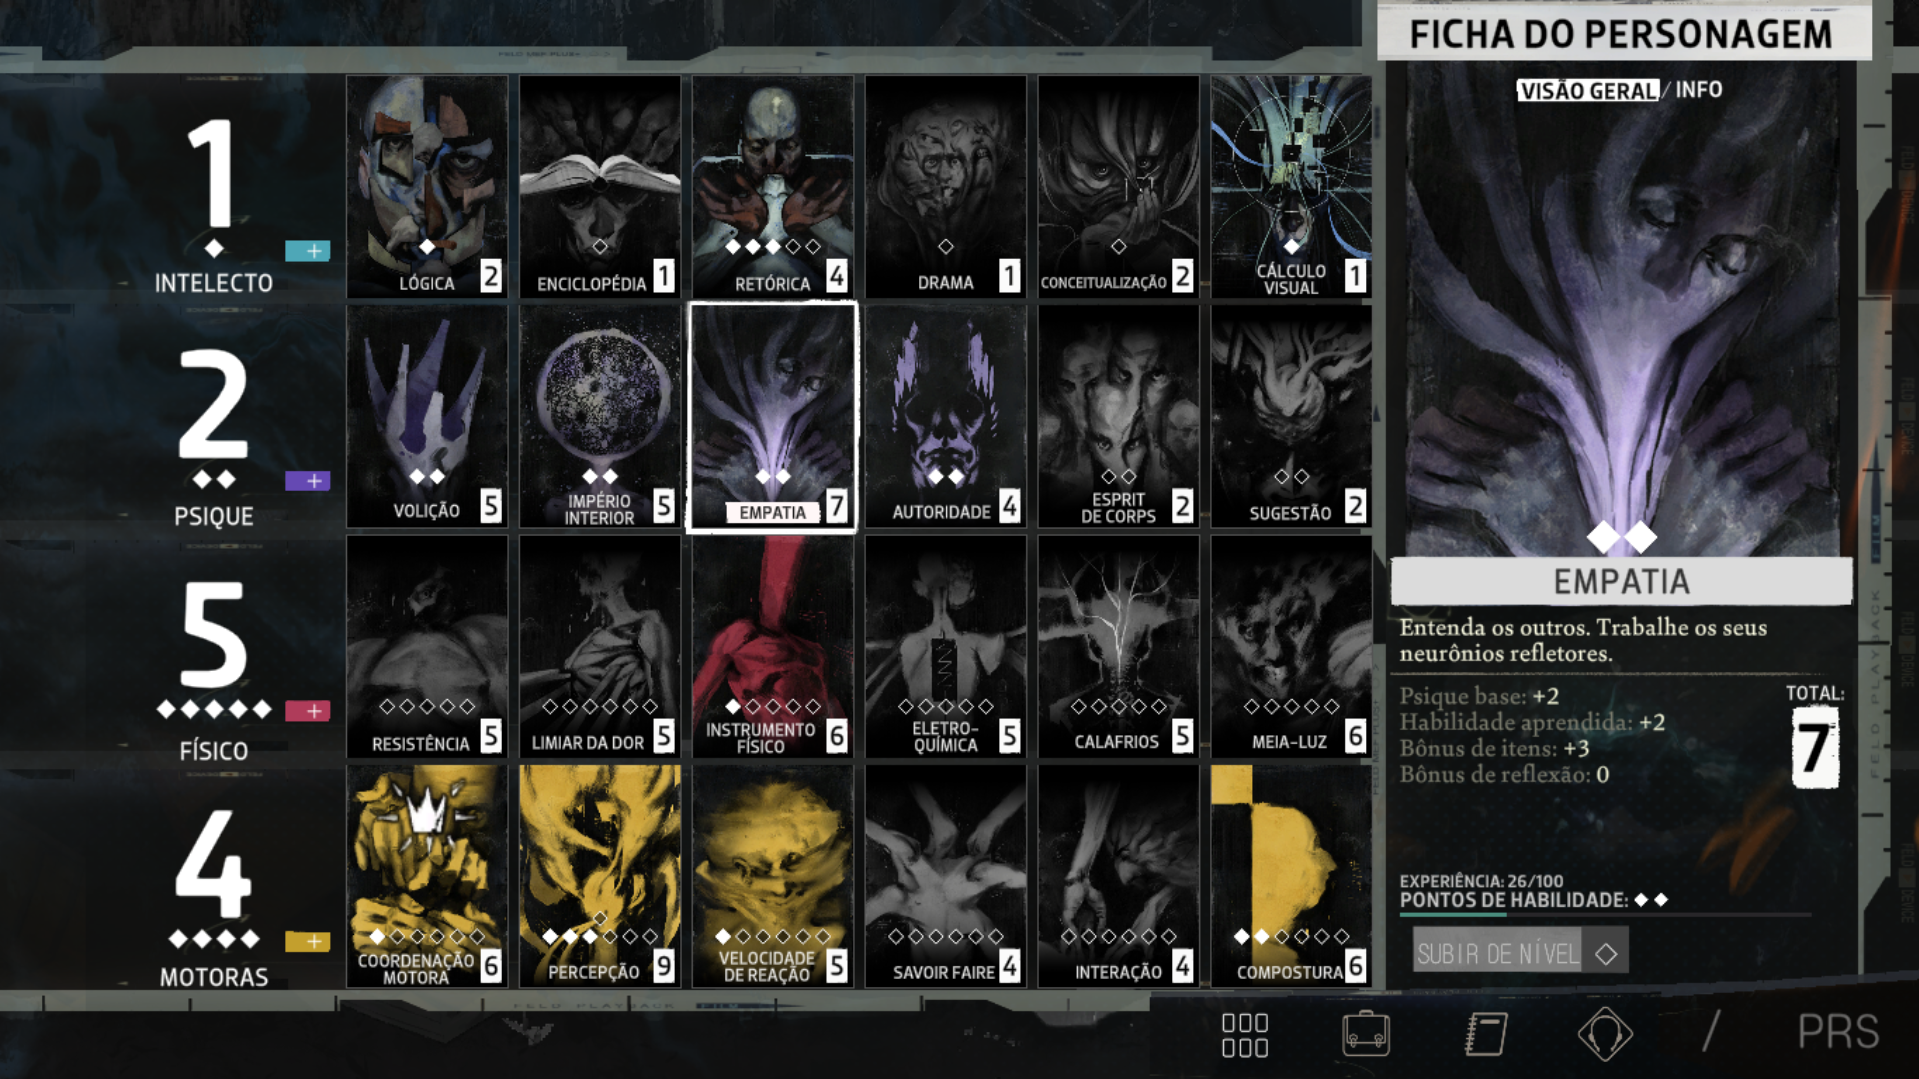 FICHA DO PERSONAGEM
VISÃO GERAL / INFO
1
INTELECTO
+
LÓGICA 2
ENCICLOPÉDIA 1
RETÓRICA 4
DRAMA 1
CONCEITUALIZAÇÃO 2
CÁLCULO
VISUAL 1
2
PSIQUE
+
VOLIÇÃO 5
IMPÉRIO
INTERIOR 5
EMPATIA 7
AUTORIDADE 4
ESPRIT
DE CORPS 2
SUGESTÃO 2
5
FÍSICO
+
RESISTÊNCIA 5
LIMIAR DA DOR 5
INSTRUMENTO
FÍSICO 6
ELETRO-
QUÍMICA 5
CALAFRIOS 5
MEIA-LUZ 6
4
MOTORAS
+
COORDENAÇÃO
MOTORA 6
PERCEPÇÃO 9
VELOCIDADE
DE REAÇÃO 5
SAVOIR FAIRE 4
INTERAÇÃO 4
COMPOSTURA 6
EMPATIA
Entenda os outros. Trabalhe os seus
neurônios refletores.
Psique base: +2
Habilidade aprendida: +2
Bônus de itens: +3
Bônus de reflexão: 0
TOTAL:
7
EXPERIÊNCIA: 26/100
PONTOS DE HABILIDADE:
SUBIR DE NÍVEL
FELD PLAYBACK
FILM
/ PRS